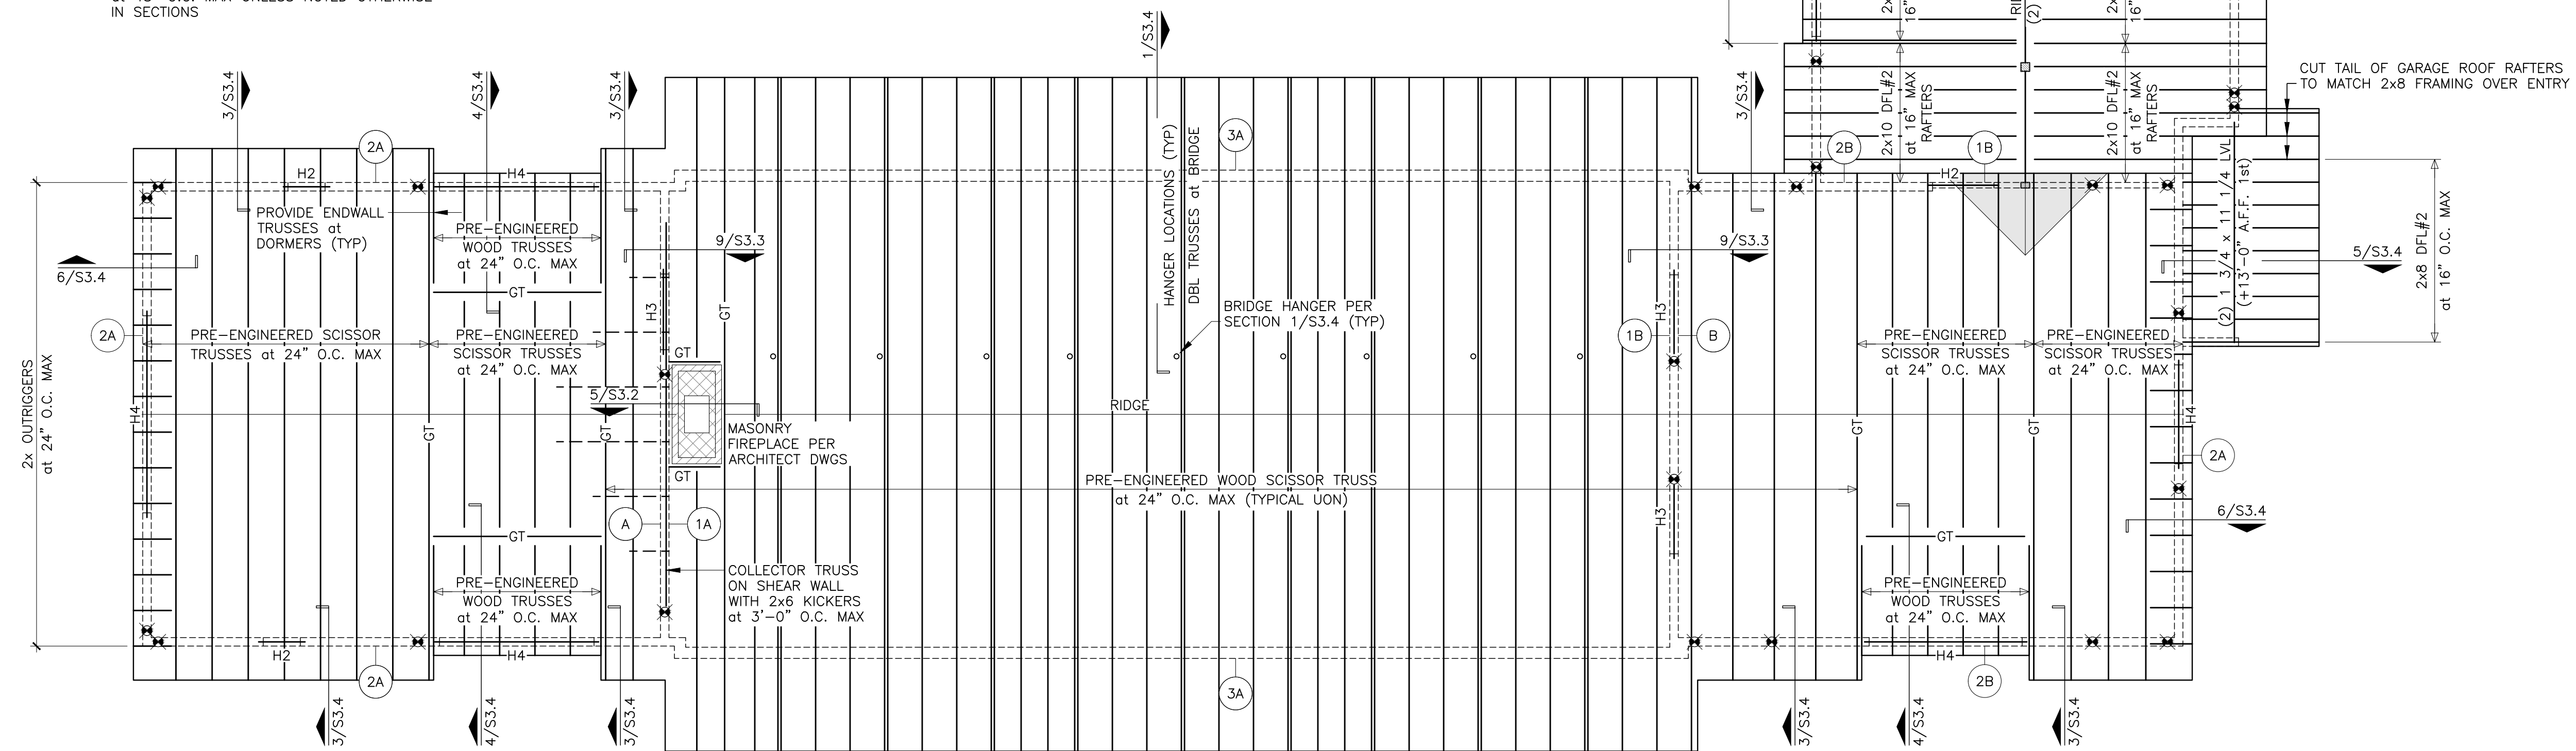 IN SECTIONS
1/S3.4
3/S3.4
4/S3.4
3/S3.4
3/S3.4
2x
16"
RI
(2)
2x
16"
CUT TAIL OF GARAGE ROOF RAFTERS
TO MATCH 2x8 FRAMING OVER ENTRY
2x10 DFL#2
at 16" MAX
RAFTERS
2x10 DFL#2
at 16" MAX
RAFTERS
2A
3A
2B
1B
H2
H4
H2
PROVIDE ENDWALL
TRUSSES at
DORMERS (TYP)
PRE-ENGINEERED
WOOD TRUSSES
at 24" O.C. MAX
HANGER LOCATIONS (TYP)
DBL TRUSSES at BRIDGE
(2) 1 3/4 x 11 1/4 LVL
(+13'-0" A.F.F. 1st)
2x8 DFL#2
at 16" O.C. MAX
6/S3.4
9/S3.3
9/S3.3
5/S3.4
GT
H3
GT
BRIDGE HANGER PER
SECTION 1/S3.4 (TYP)
H3
2A
PRE-ENGINEERED SCISSOR
TRUSSES at 24" O.C. MAX
PRE-ENGINEERED
SCISSOR TRUSSES
at 24" O.C. MAX
GT
1B
B
PRE-ENGINEERED
SCISSOR TRUSSES
at 24" O.C. MAX
PRE-ENGINEERED
SCISSOR TRUSSES
at 24" O.C. MAX
2x OUTRIGGERS
at 24" O.C. MAX
5/S3.2
RIDGE
H4
GT
GT
MASONRY
FIREPLACE PER
ARCHITECT DWGS
GT
GT
GT
H4
2A
PRE-ENGINEERED WOOD SCISSOR TRUSS
at 24" O.C. MAX (TYPICAL UON)
A
1A
H3
6/S3.4
GT
GT
COLLECTOR TRUSS
ON SHEAR WALL
WITH 2x6 KICKERS
at 3'-0" O.C. MAX
PRE-ENGINEERED
WOOD TRUSSES
at 24" O.C. MAX
PRE-ENGINEERED
WOOD TRUSSES
at 24" O.C. MAX
H2
H4
H4
2A
3A
2B
3/S3.4
4/S3.4
3/S3.4
3/S3.4
4/S3.4
3/S3.4